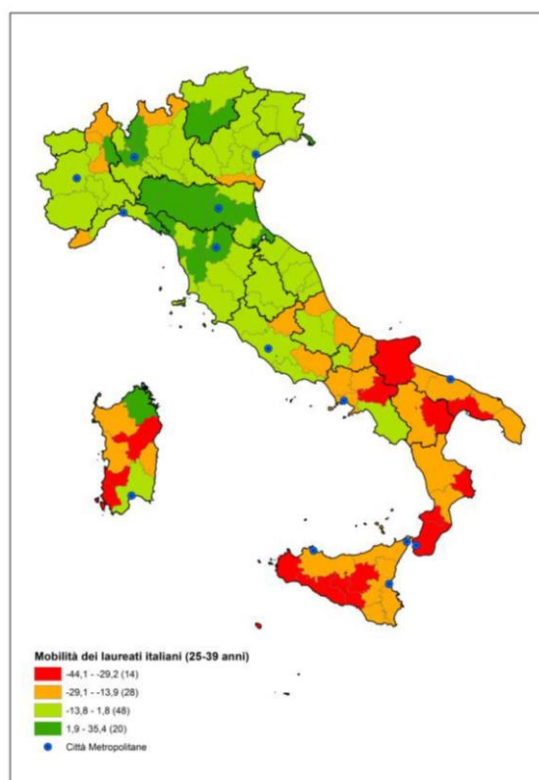 Mobilità dei laureati italiani (25-39 anni)
-44,1 - -29,2 (14)
-29,1 - -13,9 (28)
-13,8 - 1,8 (48)
1,9 - 35,4 (20)
Città Metropolitane